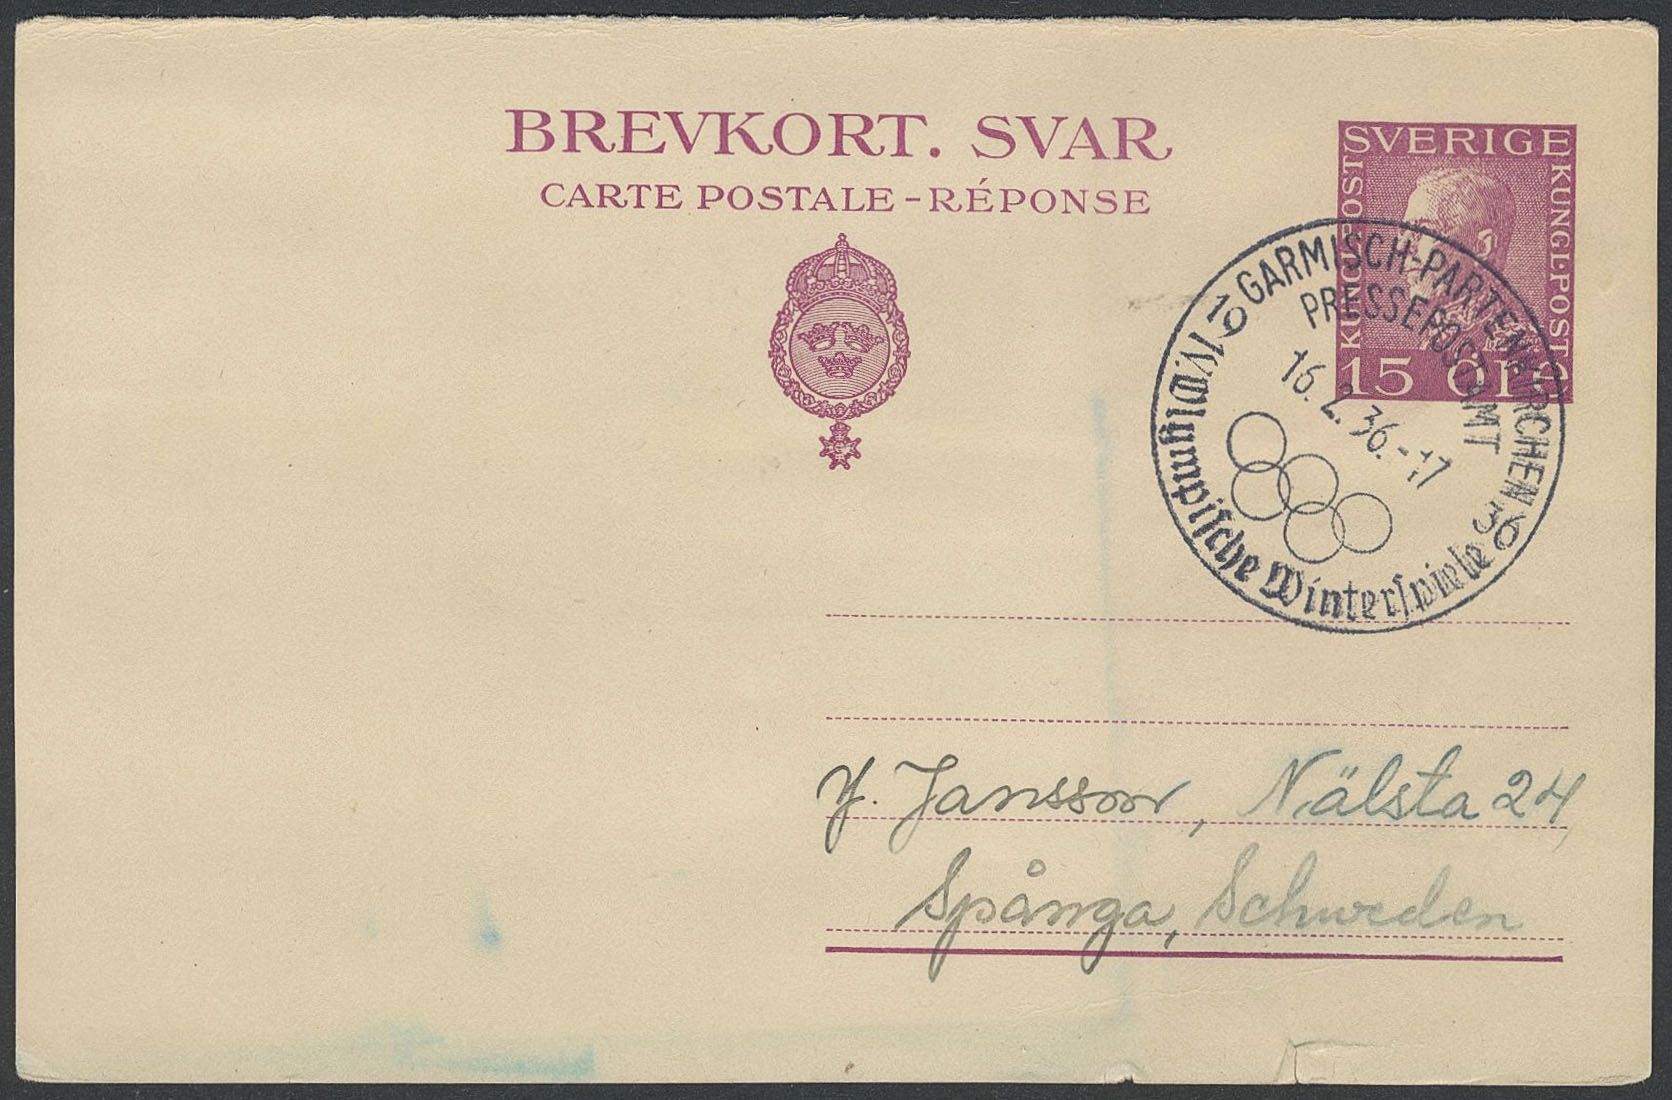 BREVKORT. SVAR
CARTE POSTALE-RÉPONSE
SVERIGE
KUNGL·POST
KUNGL·POST
15 ÖRE
GARMISCH-PARTENKIRCHEN
PRESSEPOSTAMT
16.2.36.-17
1936
IV. Olympische Winterspiele
Y. Jansson, Nälsta 24,
Spånga, Schweden